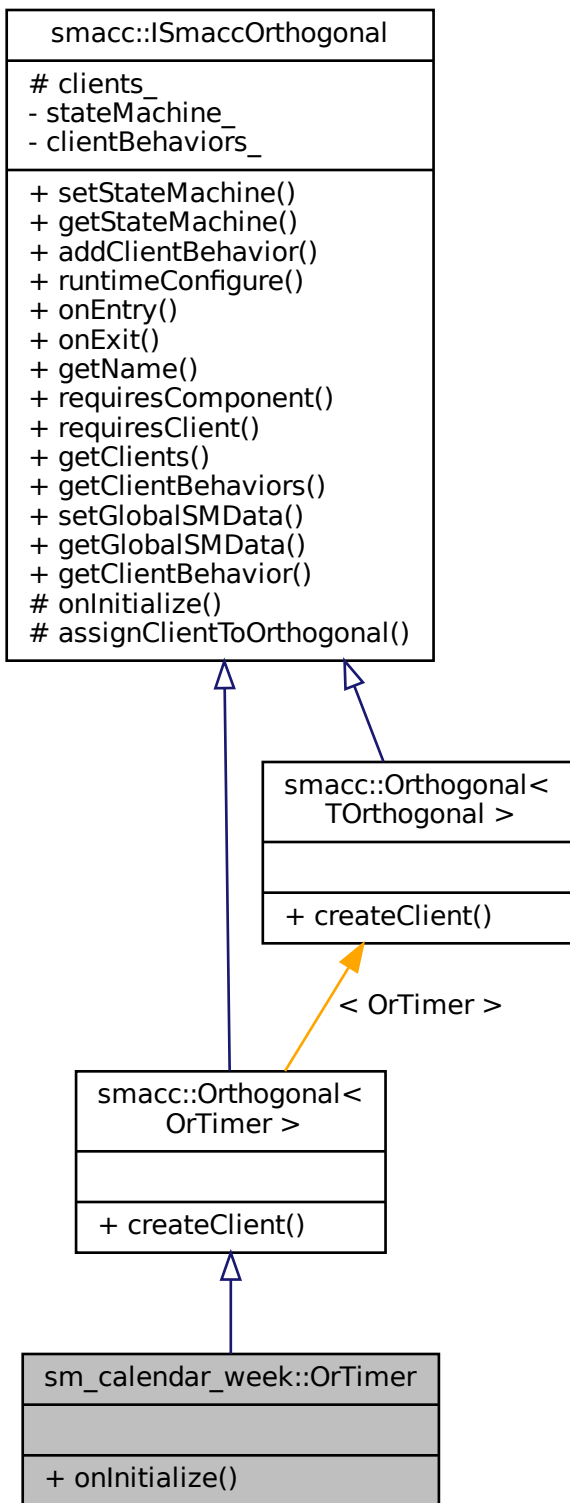 smacc::ISmaccOrthogonal
# clients_
- stateMachine_
- clientBehaviors_
+ setStateMachine()
+ getStateMachine()
+ addClientBehavior()
+ runtimeConfigure()
+ onEntry()
+ onExit()
+ getName()
+ requiresComponent()
+ requiresClient()
+ getClients()
+ getClientBehaviors()
+ setGlobalSMData()
+ getGlobalSMData()
+ getClientBehavior()
# onInitialize()
# assignClientToOrthogonal()
smacc::Orthogonal<
TOrthogonal >
+ createClient()
< OrTimer >
smacc::Orthogonal<
OrTimer >
+ createClient()
sm_calendar_week::OrTimer
+ onInitialize()